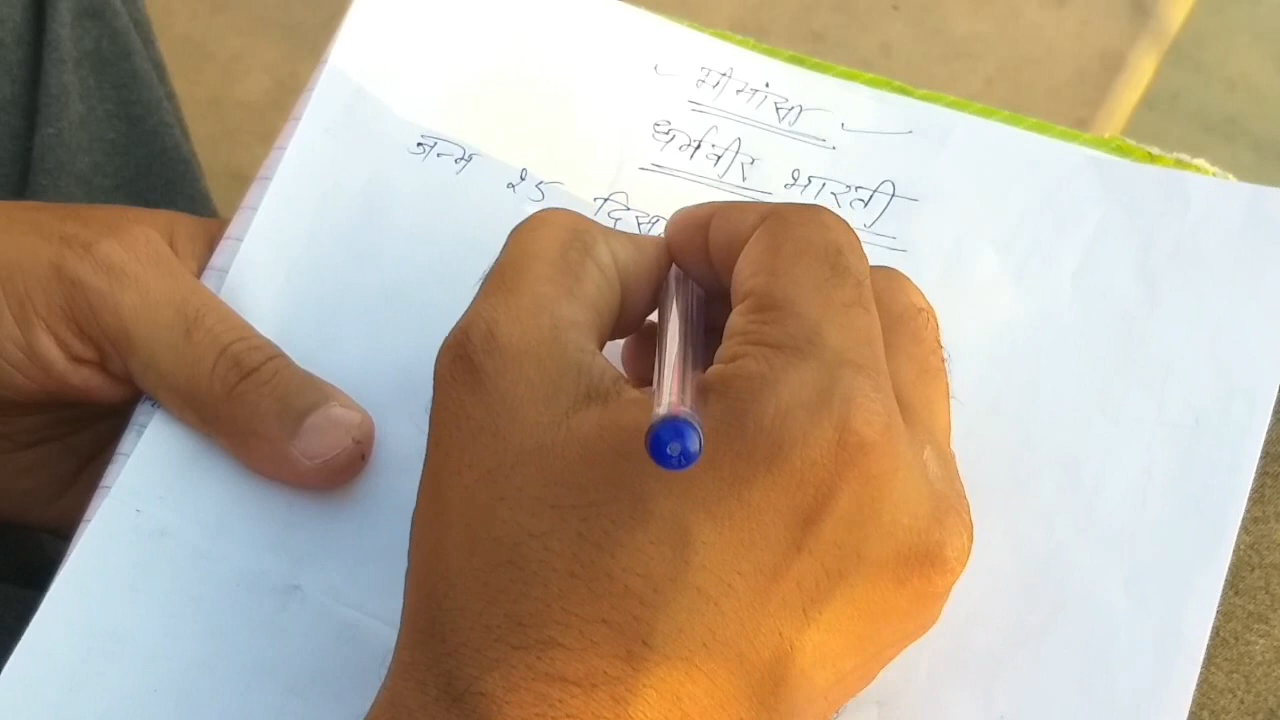 मीमांसा
धर्मवीर भारती
जन्म २५ दिस